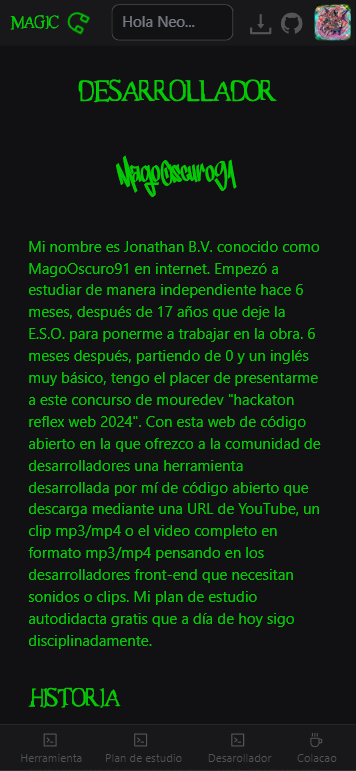 MAGIC
Hola Neo...
DESARROLLADOR
MagoOscuro91
Mi nombre es Jonathan B.V. conocido como
MagoOscuro91 en internet. Empezó a
estudiar de manera independiente hace 6
meses, después de 17 años que deje la
E.S.O. para ponerme a trabajar en la obra. 6
meses después, partiendo de 0 y un inglés
muy básico, tengo el placer de presentarme
a este concurso de mouredev "hackaton
reflex web 2024". Con esta web de código
abierto en la que ofrezco a la comunidad de
desarrolladores una herramienta
desarrollada por mí de código abierto que
descarga mediante una URL de YouTube, un
clip mp3/mp4 o el video completo en
formato mp3/mp4 pensando en los
desarrolladores front-end que necesitan
sonidos o clips. Mi plan de estudio
autodidacta gratis que a día de hoy sigo
disciplinadamente.
HISTORIA
Herramienta Plan de estudio Desarollador Colacao